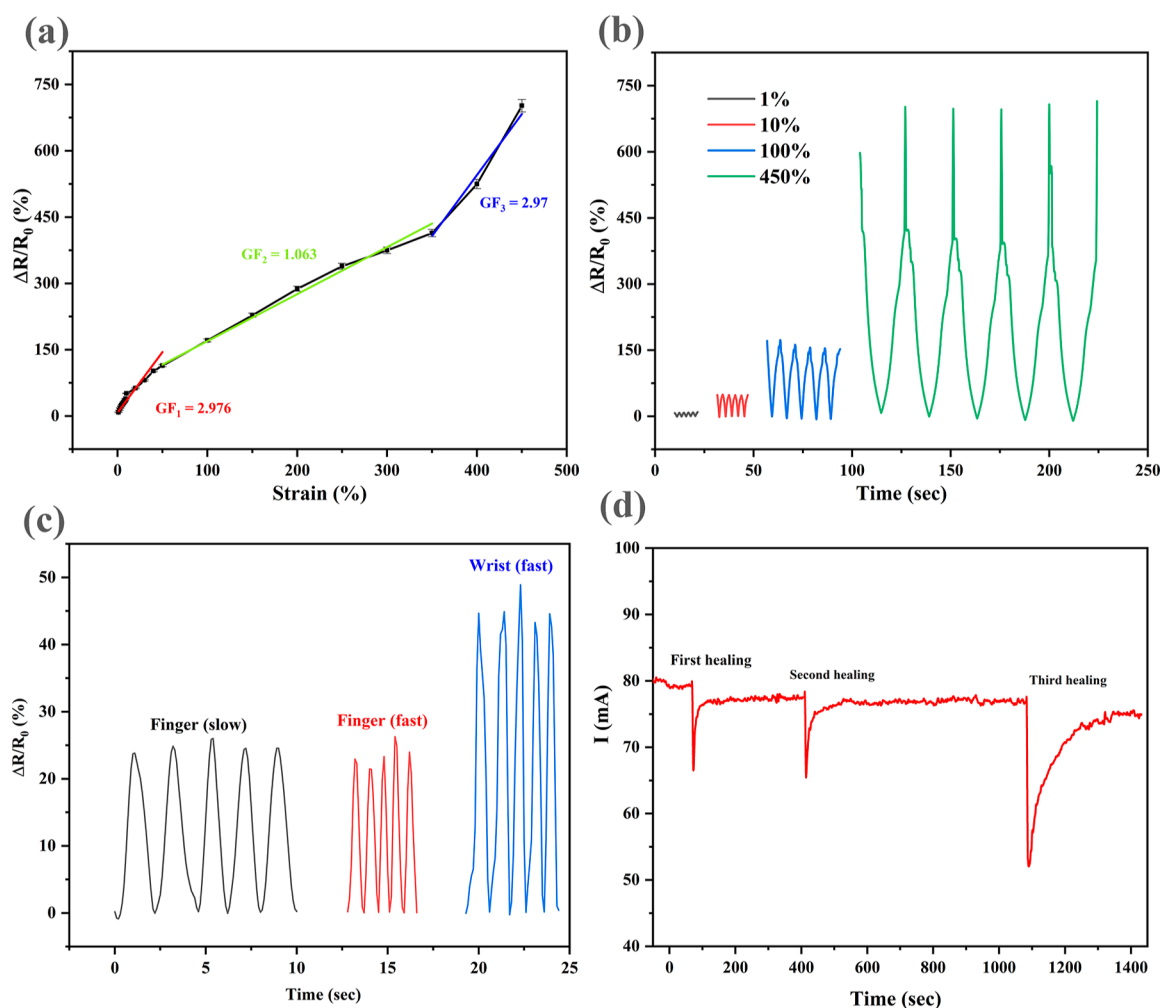 (a)
ΔR/R₀ (%)
750
600
450
300
150
0
GF₁ = 2.976
GF₂ = 1.063
GF₃ = 2.97
0 100 200 300 400 500
Strain (%)
(b)
ΔR/R₀ (%)
750
600
450
300
150
0
1%
10%
100%
450%
0 50 100 150 200 250
Time (sec)
(c)
ΔR/R₀ (%)
50
40
30
20
10
0
Finger (slow)
Finger (fast)
Wrist (fast)
0 5 10 15 20 25
Time (sec)
(d)
I (mA)
100
90
80
70
60
50
40
First healing
Second healing
Third healing
0 200 400 600 800 1000 1200 1400
Time (sec)